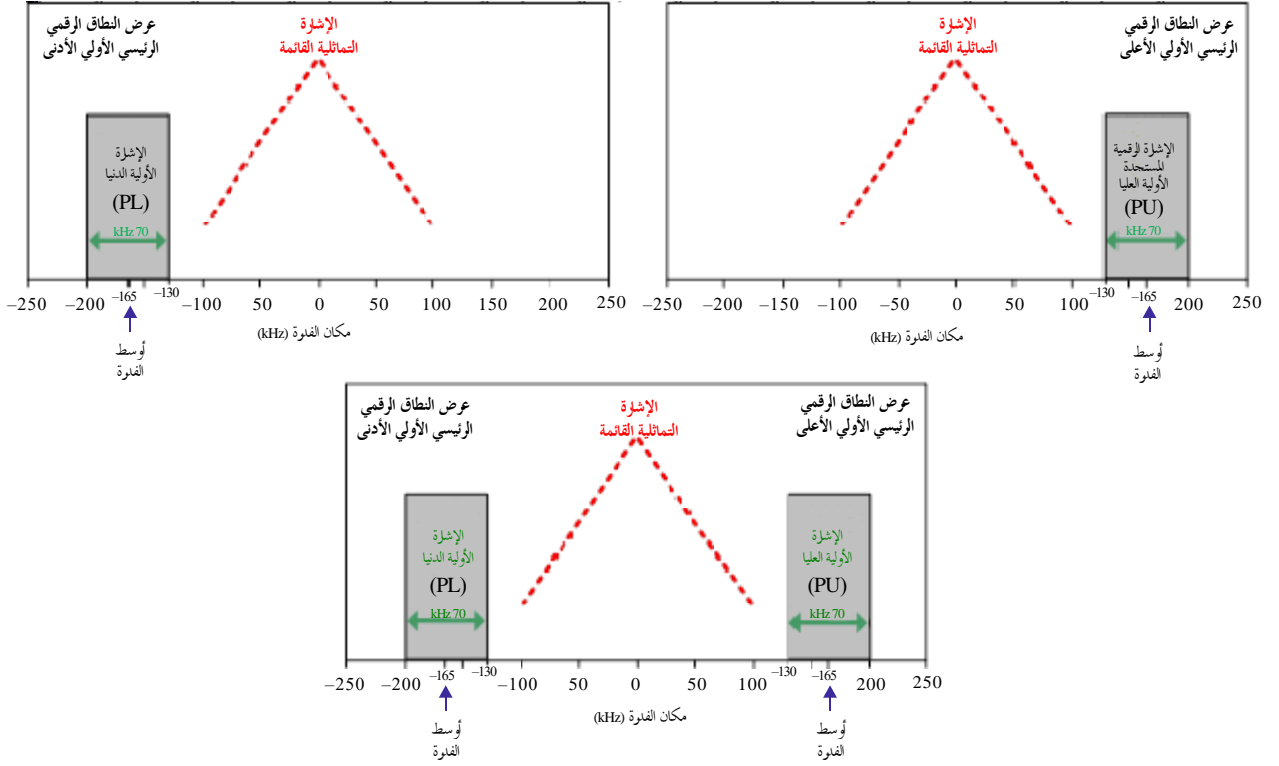 عرض النطاق الرقمي
الرئيسي الأولي الأدنى
الإشارة
التماثلية القائمة
الإشارة
الأولية الدنيا
(PL)
kHz 70
–250 –200 –165 –130 –100 50 0 50 100 150 200 250
مكان الفدرة (kHz)
أوسط
الفدرة
الإشارة
التماثلية القائمة
عرض النطاق الرقمي
الرئيسي الأولي الأعلى
الإشارة الرقمية
المستجدة
الأولية العليا
(PU)
kHz 70
–250 –200 –150 –100 50 0 50 100 –130 –165 200 250
مكان الفدرة (kHz)
أوسط
الفدرة
عرض النطاق الرقمي
الرئيسي الأولي الأدنى
الإشارة
التماثلية القائمة
عرض النطاق الرقمي
الرئيسي الأولي الأعلى
الإشارة
الأولية الدنيا
(PL)
kHz 70
الإشارة
الأولية العليا
(PU)
kHz 70
–250 –200 –165 –130 –100 50 0 50 100 –130 –165 200 250
مكان الفدرة (kHz)
أوسط
الفدرة
أوسط
الفدرة